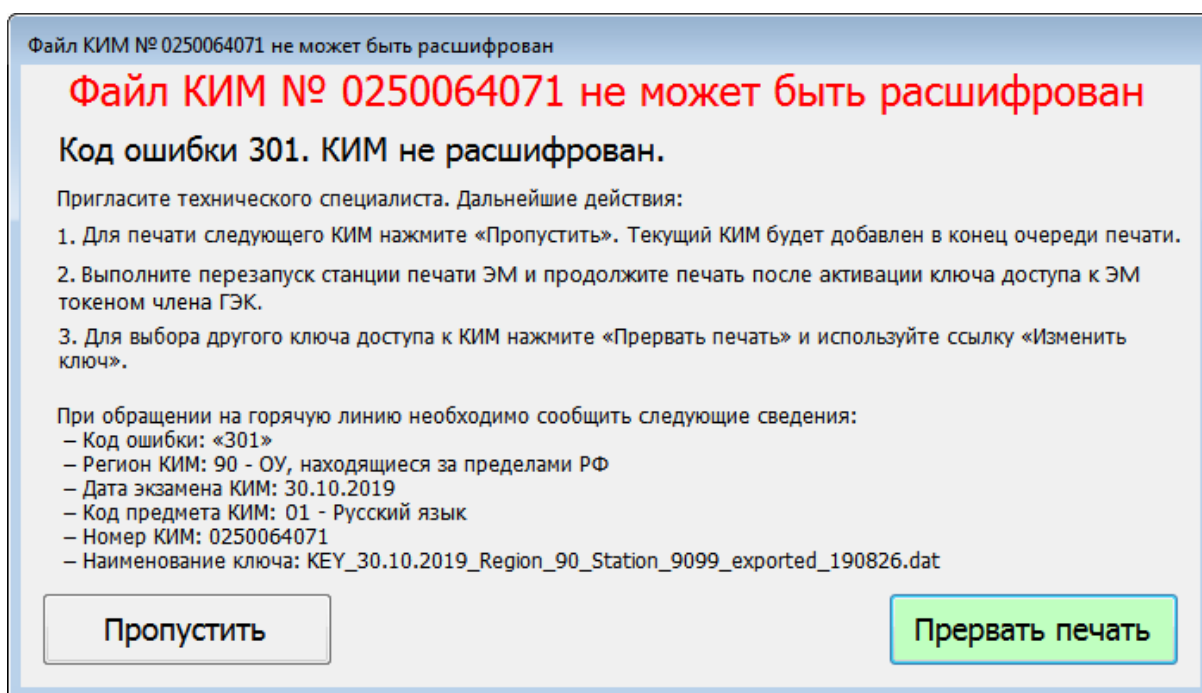 Файл КИМ № 0250064071 не может быть расшифрован
Файл КИМ № 0250064071 не может быть расшифрован
Код ошибки 301. КИМ не расшифрован.
Пригласите технического специалиста. Дальнейшие действия:
1. Для печати следующего КИМ нажмите «Пропустить». Текущий КИМ будет добавлен в конец очереди печати.
2. Выполните перезапуск станции печати ЭМ и продолжите печать после активации ключа доступа к ЭМ
токеном члена ГЭК.
3. Для выбора другого ключа доступа к КИМ нажмите «Прервать печать» и используйте ссылку «Изменить
ключ».
При обращении на горячую линию необходимо сообщить следующие сведения:
– Код ошибки: «301»
– Регион КИМ: 90 - ОУ, находящиеся за пределами РФ
– Дата экзамена КИМ: 30.10.2019
– Код предмета КИМ: 01 - Русский язык
– Номер КИМ: 0250064071
– Наименование ключа: KEY_30.10.2019_Region_90_Station_9099_exported_190826.dat
Пропустить
Прервать печать